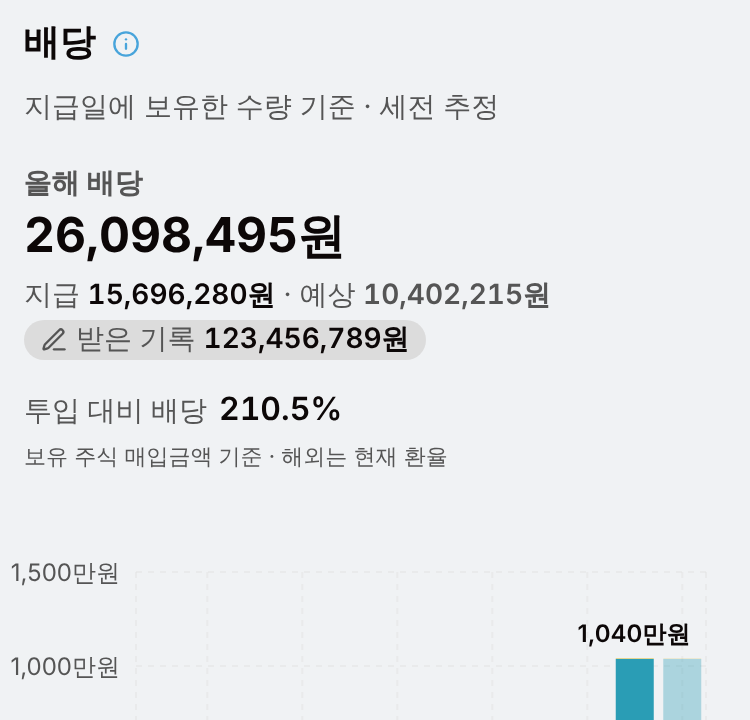 배당
지급일에 보유한 수량 기준 · 세전 추정
올해 배당
26,098,495원
지급 15,696,280원 · 예상 10,402,215원
받은 기록 123,456,789원
투입 대비 배당 210.5%
보유 주식 매입금액 기준 · 해외는 현재 환율
1,500만원
1,040만원
1,000만원